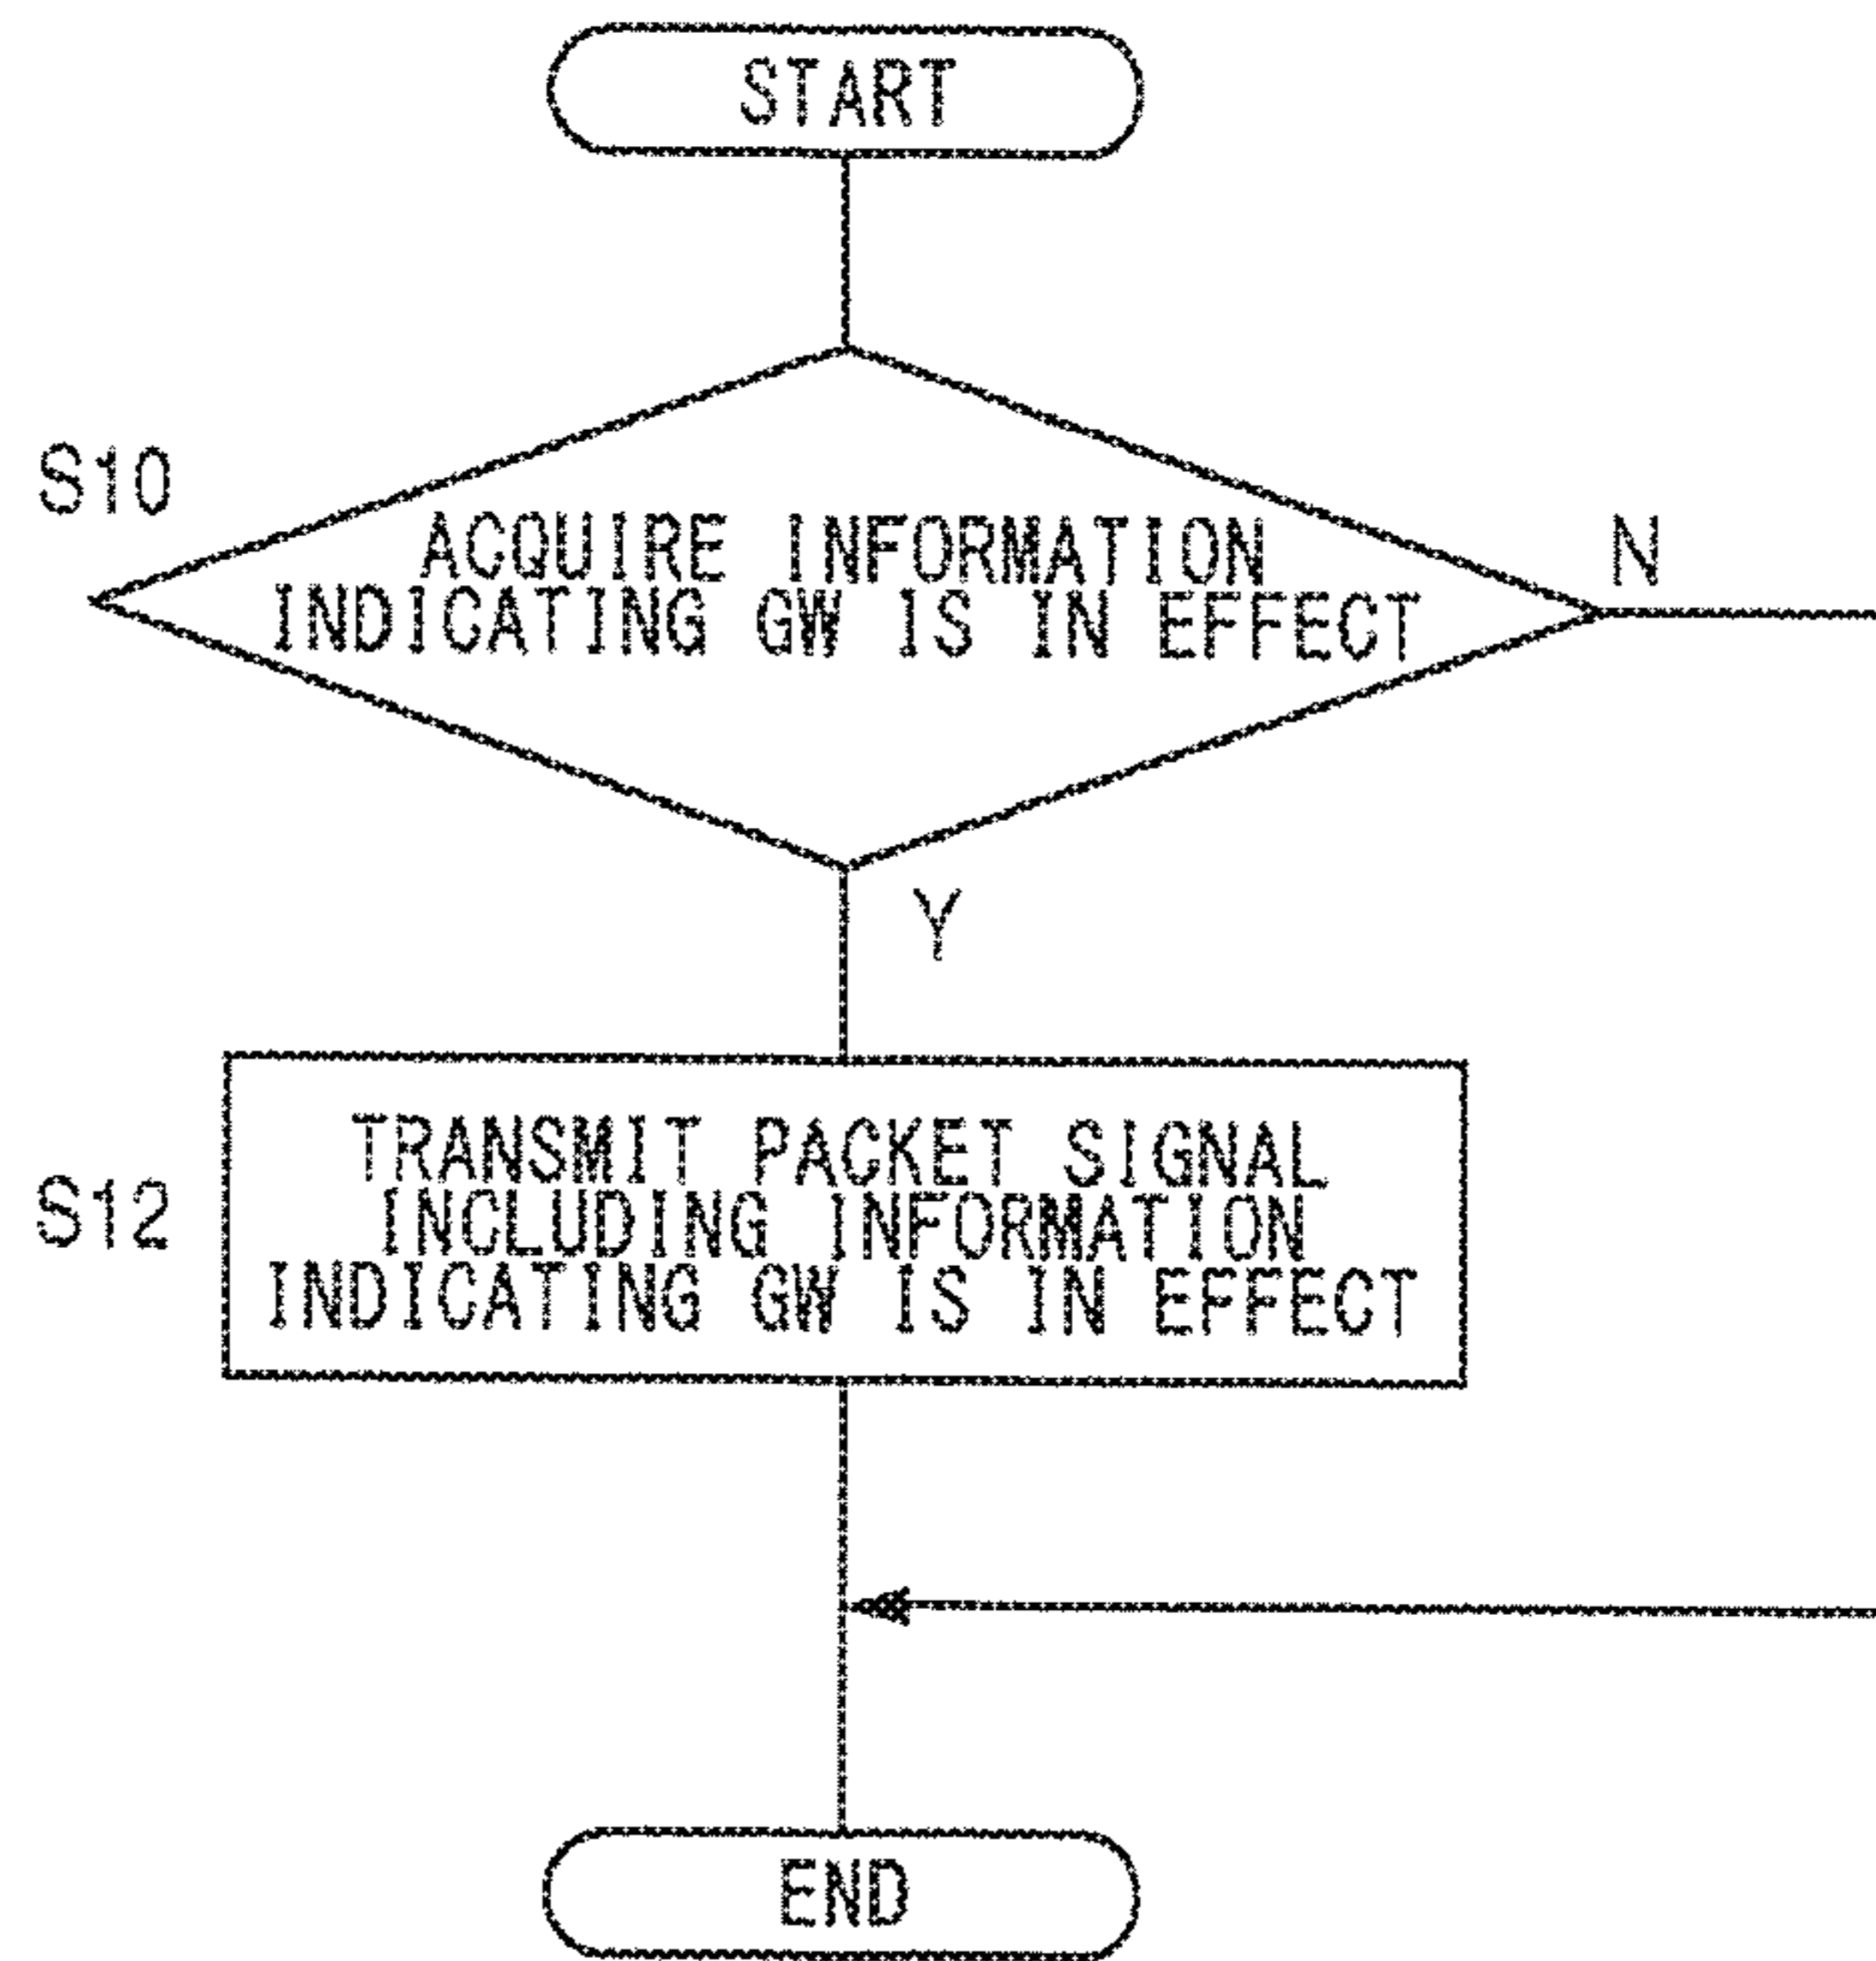 START
S10
ACQUIRE INFORMATION
INDICATING GW IS IN EFFECT
N
Y
S12
TRANSMIT PACKET SIGNAL
INCLUDING INFORMATION
INDICATING GW IS IN EFFECT
END